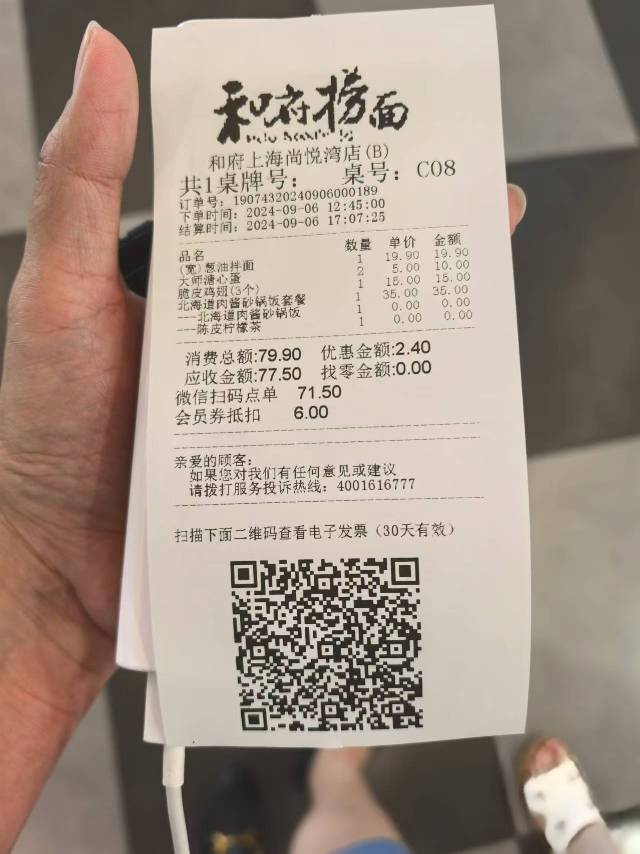 和府捞面
和府上海尚悦湾店(B)
共1桌牌号： 桌号：C08
订单号：19074320240906000189
下单时间：2024-09-06 12:45:00
结算时间：2024-09-06 17:07:25
品名 数量 单价 金额
(宽)葱油拌面 1 19.90 19.90
大师溏心蛋 2 5.00 10.00
脆皮鸡翅(3个) 1 15.00 15.00
北海道肉酱砂锅饭套餐 1 35.00 35.00
---北海道肉酱砂锅饭 1 0.00 0.00
---陈皮柠檬茶 1 0.00 0.00
消费总额:79.90 优惠金额:2.40
应收金额:77.50 找零金额:0.00
微信扫码点单 71.50
会员券抵扣 6.00
亲爱的顾客：
如果您对我们有任何意见或建议
请拨打服务投诉热线：4001616777
扫描下面二维码查看电子发票（30天有效）